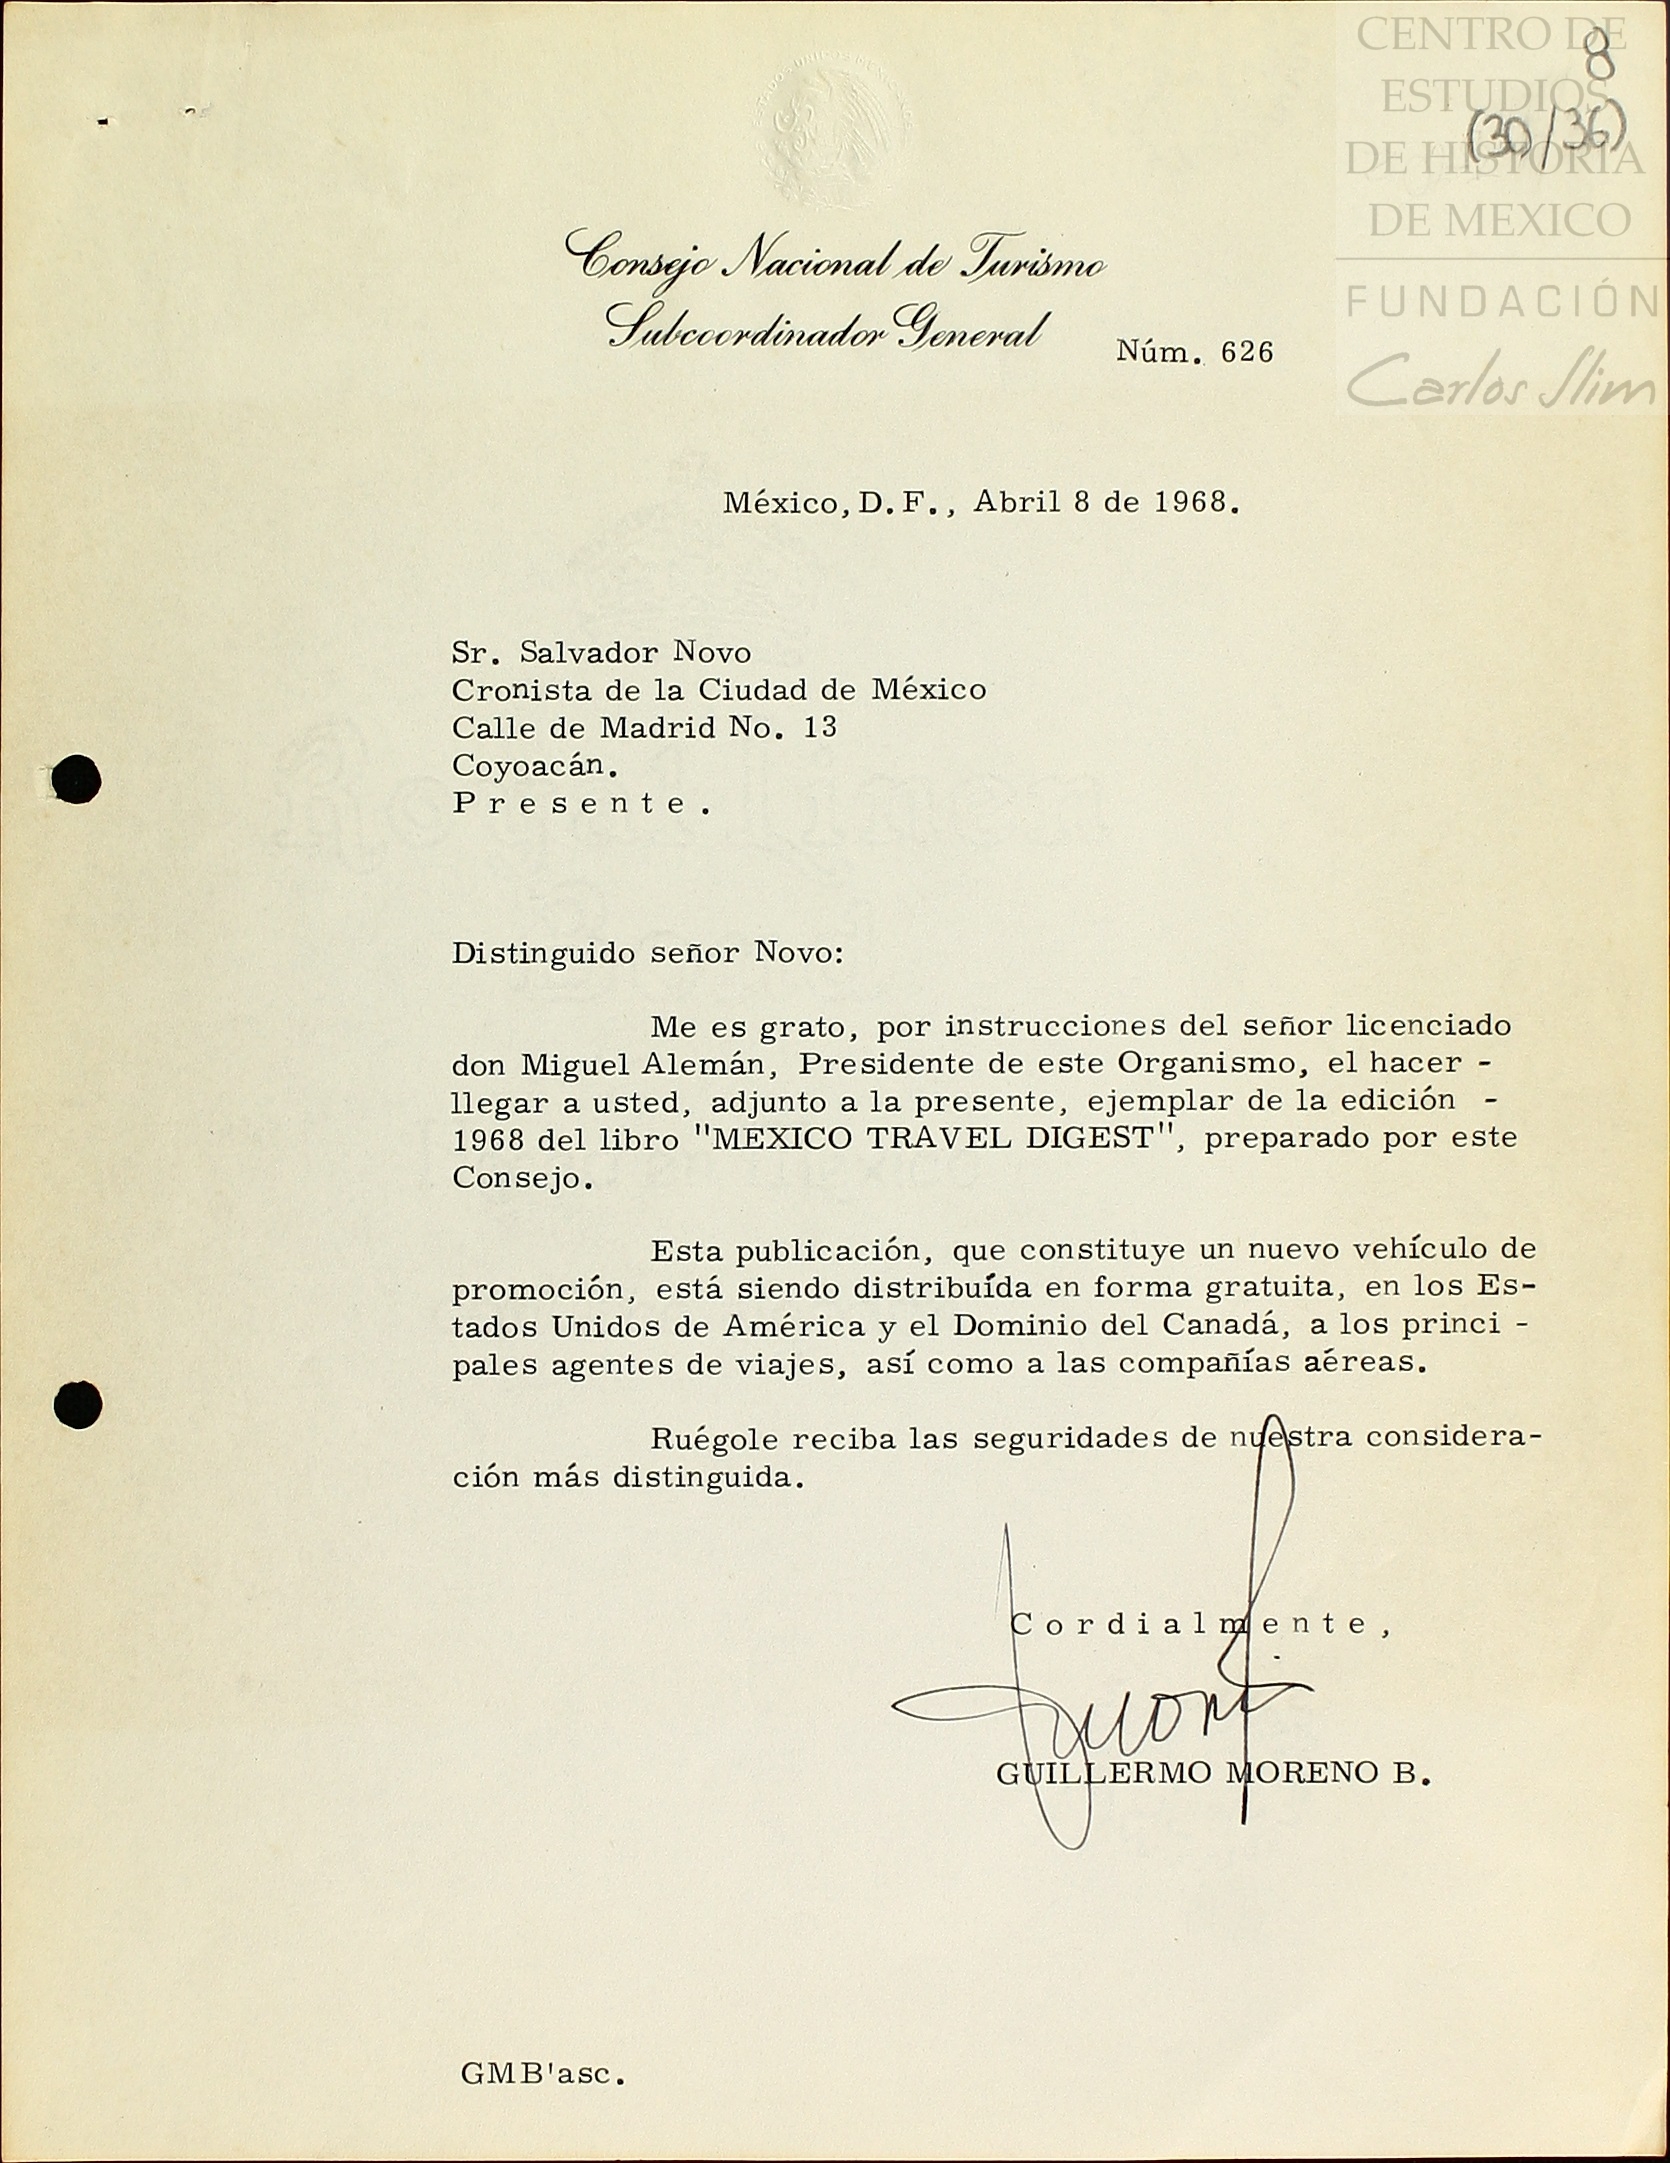 CENTRO DE
ESTUDIOS
DE HISTORIA
DE MEXICO
FUNDACIÓN
Carlos Slim
8
(30/36)
Consejo Nacional de Turismo
Subcoordinador General
Núm. 626
México, D. F., Abril 8 de 1968.
Sr. Salvador Novo
Cronista de la Ciudad de México
Calle de Madrid No. 13
Coyoacán.
P r e s e n t e .
Distinguido señor Novo:
Me es grato, por instrucciones del señor licenciado
don Miguel Alemán, Presidente de este Organismo, el hacer -
llegar a usted, adjunto a la presente, ejemplar de la edición -
1968 del libro "MEXICO TRAVEL DIGEST", preparado por este
Consejo.
Esta publicación, que constituye un nuevo vehículo de
promoción, está siendo distribuída en forma gratuita, en los Es-
tados Unidos de América y el Dominio del Canadá, a los princi -
pales agentes de viajes, así como a las compañías aéreas.
Ruégole reciba las seguridades de nuestra considera-
ción más distinguida.
C o r d i a l m e n t e ,
GUILLERMO MORENO B.
GMB'asc.